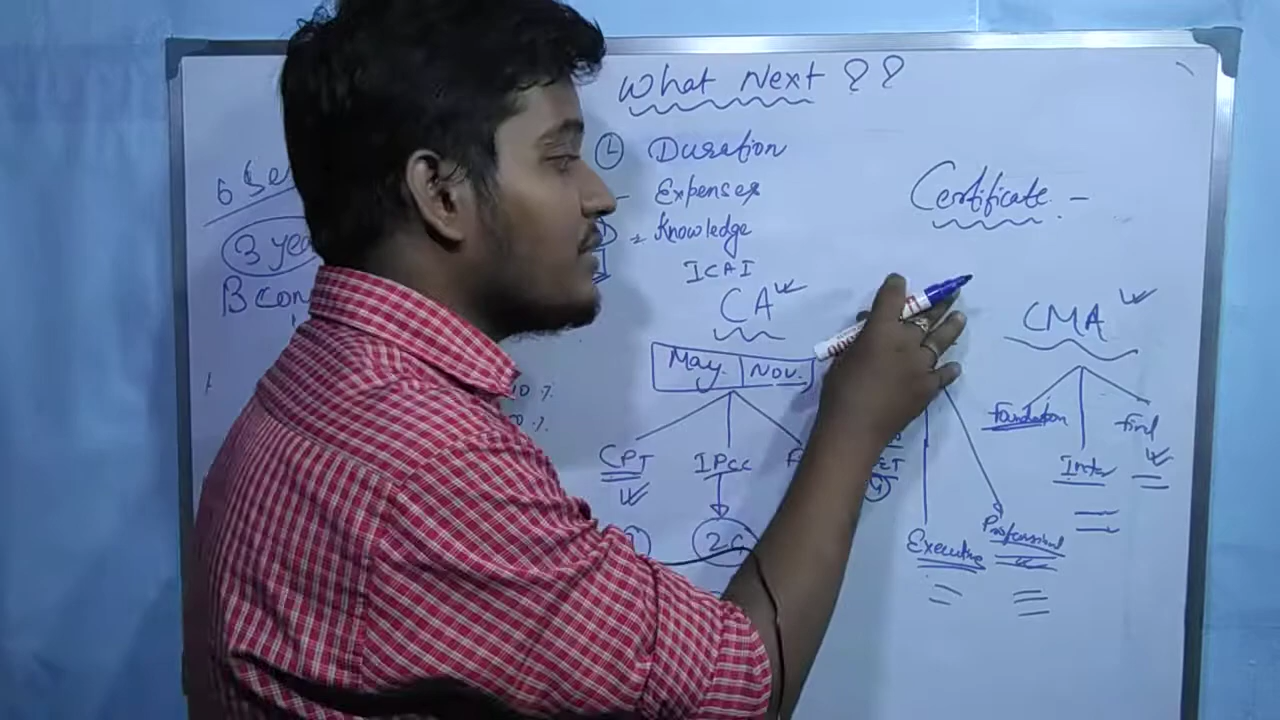 What Next ??
Duration
Expenses
= Knowledge
ICAI
CA
May. Nov.
CPT IPCC F
2G
6 Se
3 yea
B com
Certificate -
CMA
Foundation Inter Final
Executive Professional